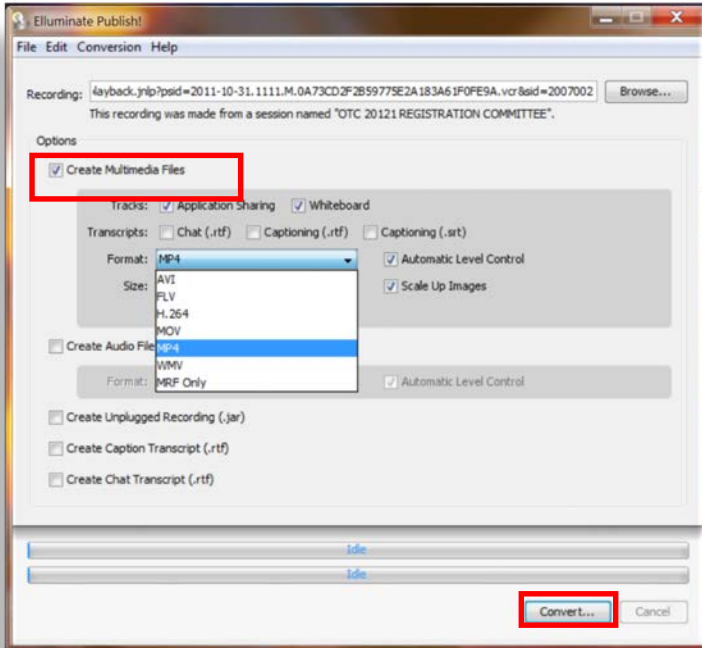 Elluminate Publish!
File Edit Conversion Help
Recording: layback.jnlp?psid=2011-10-31.1111.M.0A73CD2F2B59775E2A183A61F0FE9A.vcr&sid=2007002 Browse...
This recording was made from a session named "OTC 20121 REGISTRATION COMMITTEE".
Options
Create Multimedia Files
Tracks: Application Sharing Whiteboard
Transcripts: Chat (.rtf) Captioning (.rtf) Captioning (.srt)
Format: MP4 Automatic Level Control
Size: AVI Scale Up Images
FLV
H.264
MOV
Create Audio File MP4
WMV
Format: MRF Only Automatic Level Control
Create Unplugged Recording (.jar)
Create Caption Transcript (.rtf)
Create Chat Transcript (.rtf)
Idle
Idle
Convert... Cancel